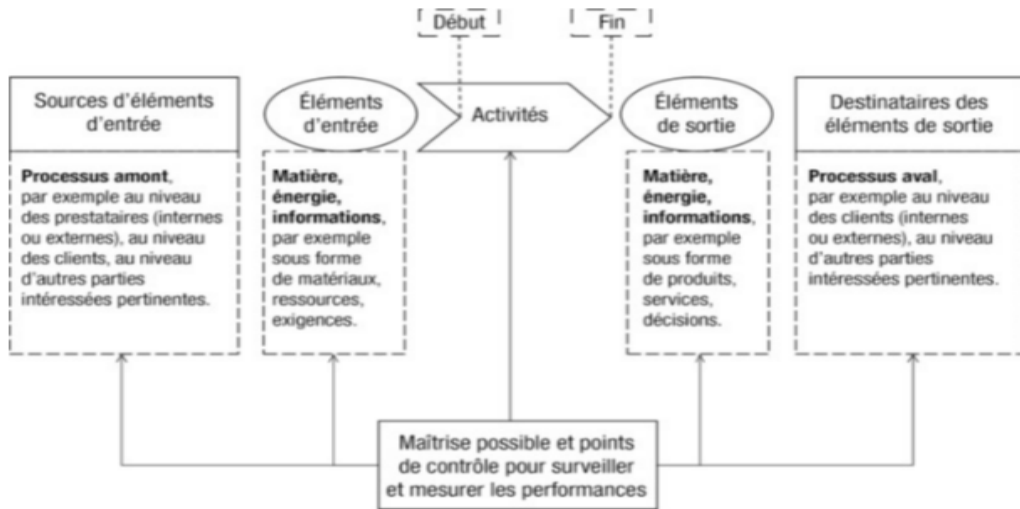 Début
Fin
Sources d'éléments
d'entrée
Éléments
d'entrée
Activités
Éléments
de sortie
Destinataires des
éléments de sortie
Processus amont,
par exemple au niveau
des prestataires (internes
ou externes), au niveau
des clients, au niveau
d'autres parties
intéressées pertinentes.
Matière,
énergie,
informations,
par exemple
sous forme
de matériaux,
ressources,
exigences.
Matière,
énergie,
informations,
par exemple
sous forme
de produits,
services,
décisions.
Processus aval,
par exemple au niveau
des clients (internes
ou externes), au niveau
d'autres parties
intéressées pertinentes.
Maîtrise possible et points
de contrôle pour surveiller
et mesurer les performances